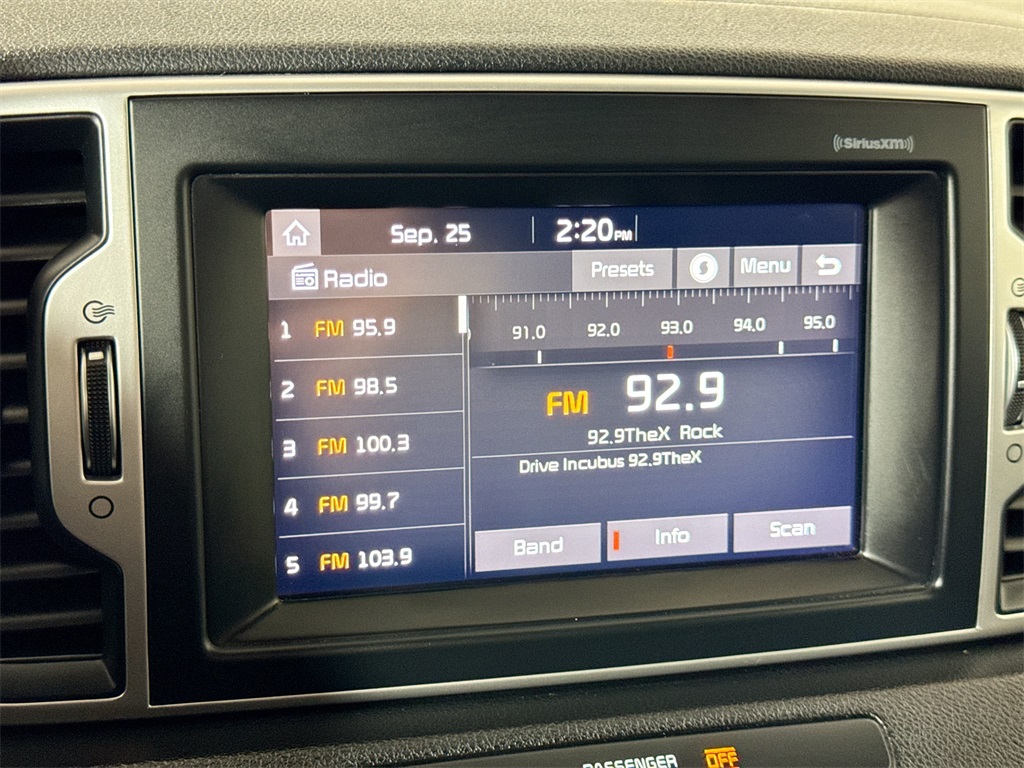 SiriusXM
Sep. 25 2:20 PM
Radio Presets Menu
1 FM 95.9
2 FM 98.5
3 FM 100.3
4 FM 99.7
5 FM 103.9
91.0 92.0 93.0 94.0 95.0
FM 92.9
92.9TheX Rock
Drive Incubus 92.9TheX
Band Info Scan
PASSENGER OFF